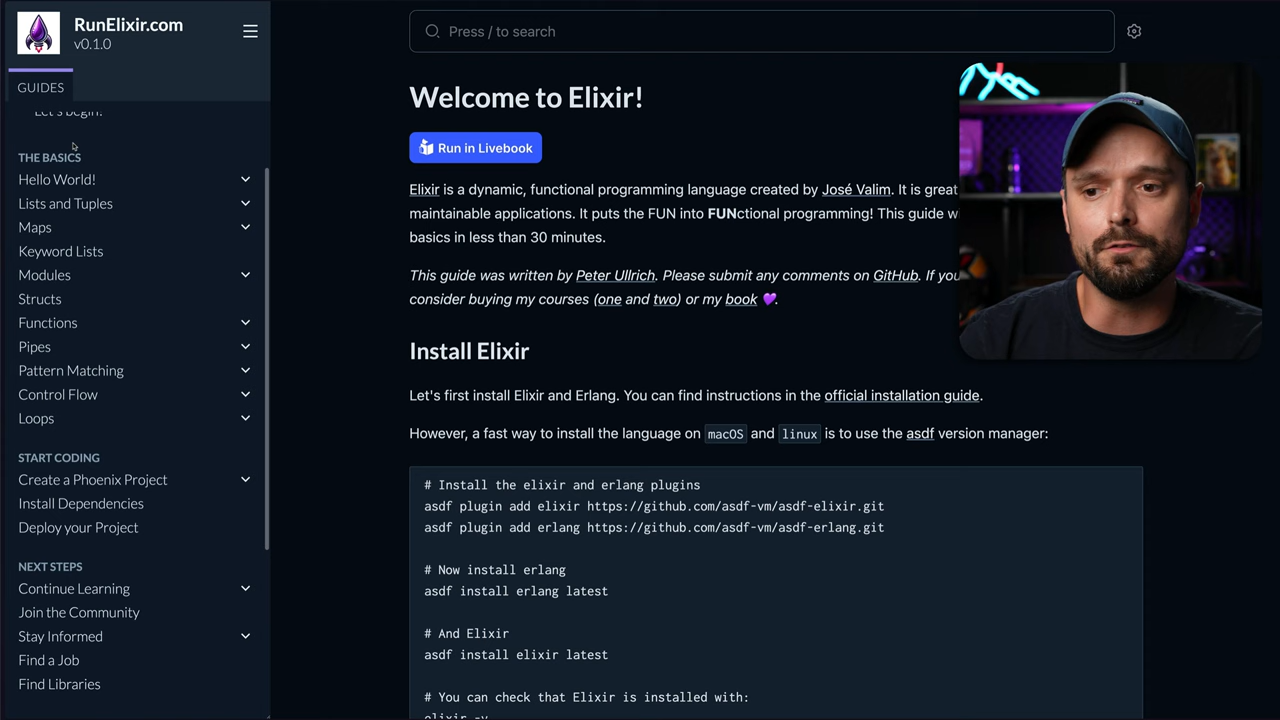 RunElixir.com
v0.1.0
GUIDES
Let's begin!
THE BASICS
Hello World!
Lists and Tuples
Maps
Keyword Lists
Modules
Structs
Functions
Pipes
Pattern Matching
Control Flow
Loops
START CODING
Create a Phoenix Project
Install Dependencies
Deploy your Project
NEXT STEPS
Continue Learning
Join the Community
Stay Informed
Find a Job
Find Libraries
Press / to search
Welcome to Elixir!
Run in Livebook
Elixir is a dynamic, functional programming language created by José Valim. It is great
maintainable applications. It puts the FUN into FUNctional programming! This guide
basics in less than 30 minutes.
This guide was written by Peter Ullrich. Please submit any comments on GitHub. If you
consider buying my courses (one and two) or my book 💜.
Install Elixir
Let's first install Elixir and Erlang. You can find instructions in the official installation guide.
However, a fast way to install the language on macOS and linux is to use the asdf version manager:
# Install the elixir and erlang plugins
asdf plugin add elixir https://github.com/asdf-vm/asdf-elixir.git
asdf plugin add erlang https://github.com/asdf-vm/asdf-erlang.git
# Now install erlang
asdf install erlang latest
# And Elixir
asdf install elixir latest
# You can check that Elixir is installed with:
elixir -v